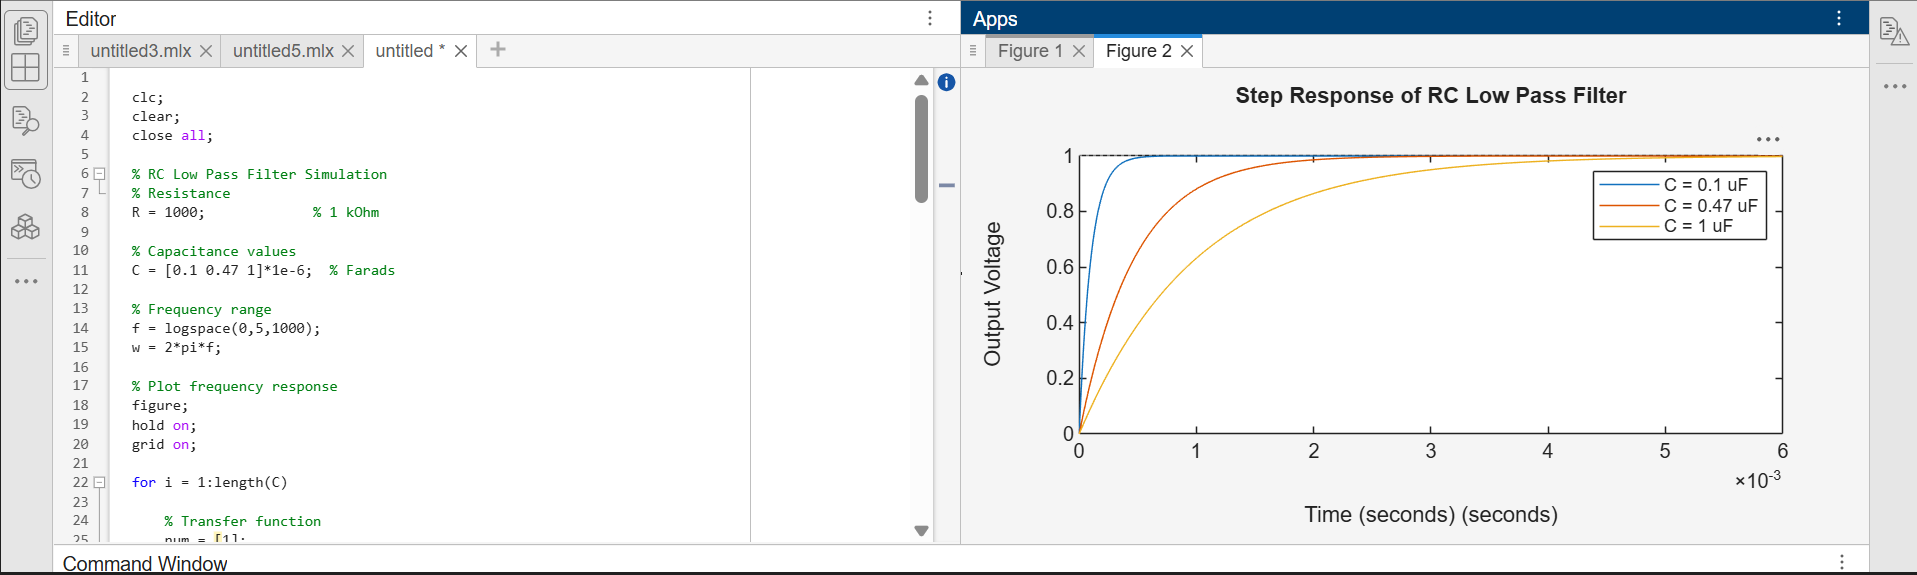 Editor
untitled3.mlx
untitled5.mlx
untitled *
1
2 clc;
3 clear;
4 close all;
5
6 % RC Low Pass Filter Simulation
7 % Resistance
8 R = 1000; % 1 kOhm
9
10 % Capacitance values
11 C = [0.1 0.47 1]*1e-6; % Farads
12
13 % Frequency range
14 f = logspace(0,5,1000);
15 w = 2*pi*f;
16
17 % Plot frequency response
18 figure;
19 hold on;
20 grid on;
21
22 for i = 1:length(C)
23
24 % Transfer function
25 num = [1];
Command Window
Apps
Figure 1
Figure 2
Step Response of RC Low Pass Filter
1
0.8
0.6
0.4
0.2
0
Output Voltage
C = 0.1 uF
C = 0.47 uF
C = 1 uF
0 1 2 3 4 5 6
×10-3
Time (seconds) (seconds)